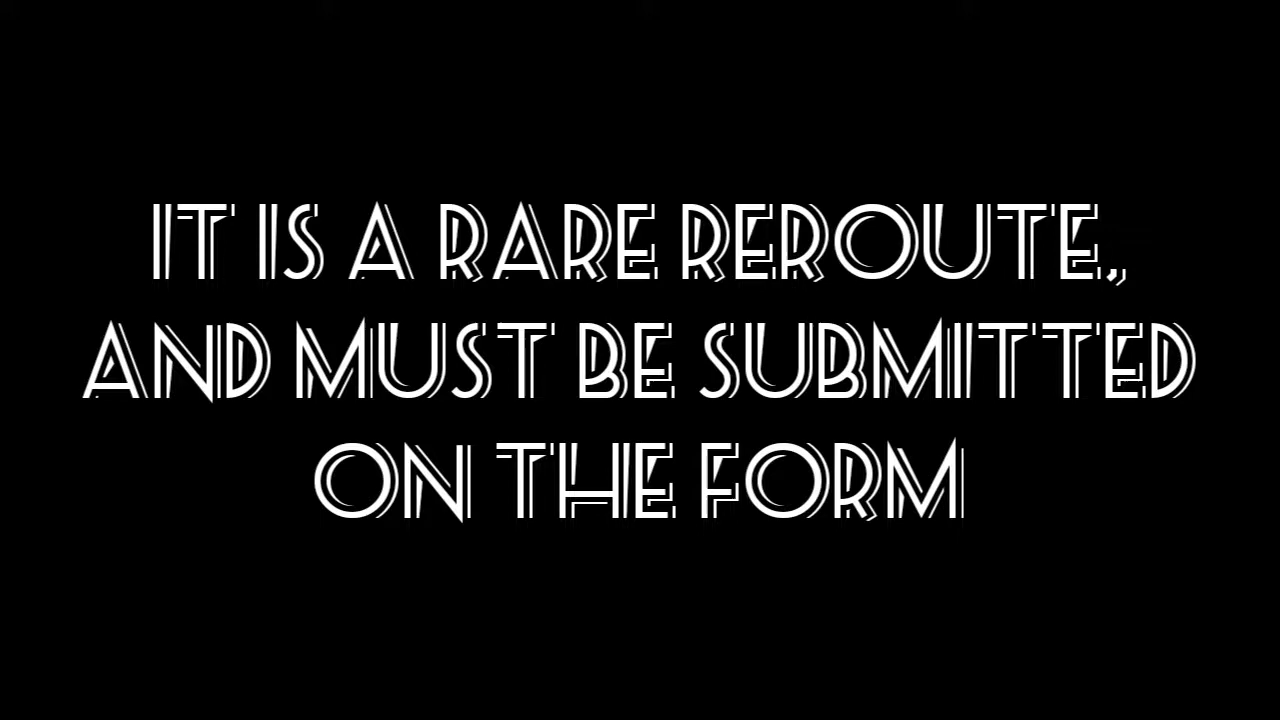 IT IS A RARE REROUTE,
AND MUST BE SUBMITTED
ON THE FORM